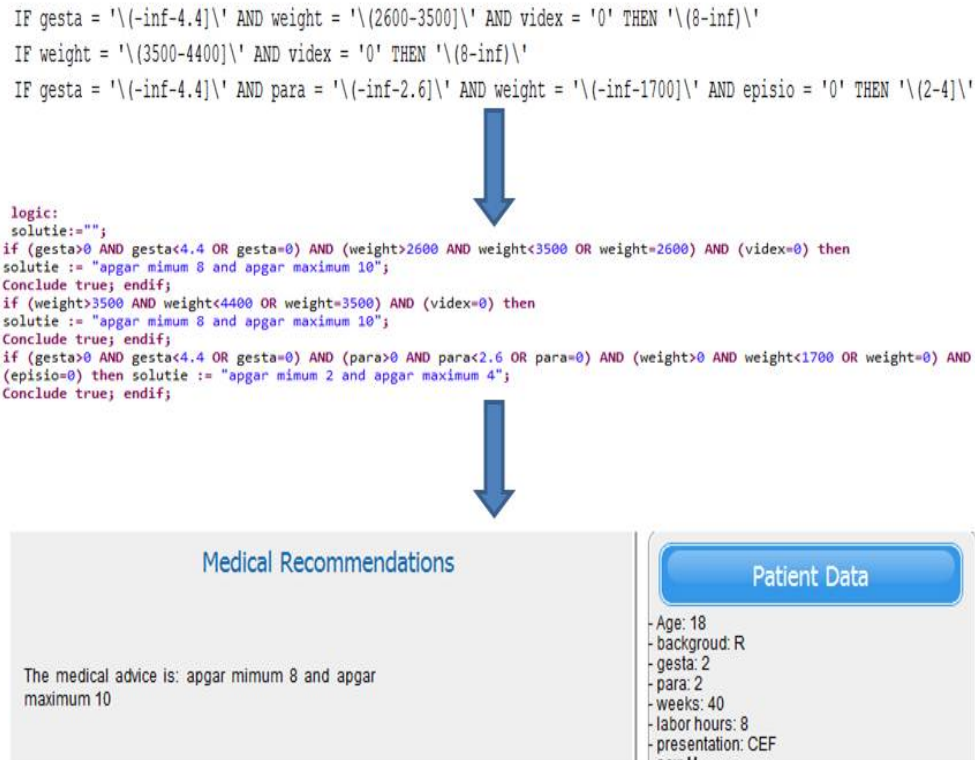 IF gesta = '\(-inf-4.4]\' AND weight = '\(2600-3500]\' AND videx = '0' THEN '\(8-inf)\'
IF weight = '\(3500-4400]\' AND videx = '0' THEN '\(8-inf)\'
IF gesta = '\(-inf-4.4]\' AND para = '\(-inf-2.6]\' AND weight = '\(-inf-1700]\' AND episio = '0' THEN '\(2-4]\'
logic:
solutie:="";
if (gesta>0 AND gesta<4.4 OR gesta=0) AND (weight>2600 AND weight<3500 OR weight=2600) AND (videx=0) then
solutie := "apgar mimum 8 and apgar maximum 10";
Conclude true; endif;
if (weight>3500 AND weight<4400 OR weight=3500) AND (videx=0) then
solutie := "apgar mimum 8 and apgar maximum 10";
Conclude true; endif;
if (gesta>0 AND gesta<4.4 OR gesta=0) AND (para>0 AND para<2.6 OR para=0) AND (weight>0 AND weight<1700 OR weight=0) AND
(episio=0) then solutie := "apgar mimum 2 and apgar maximum 4";
Conclude true; endif;
Medical Recommendations
The medical advice is: apgar mimum 8 and apgar
maximum 10
Patient Data
- Age: 18
- backgroud: R
- gesta: 2
- para: 2
- weeks: 40
- labor hours: 8
- presentation: CEF